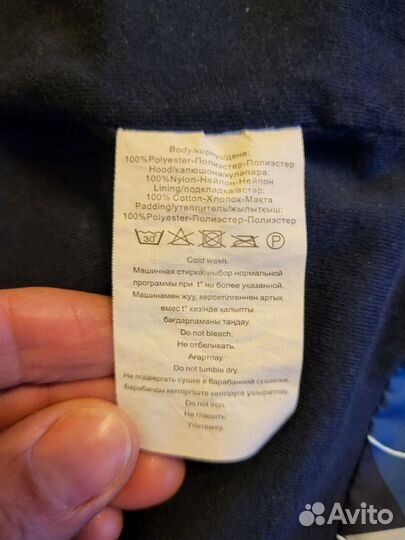 Body/корпус/дене:
100%Polyester-Полиэстер-Полиэстер
Hood/капюшона/кулапара:
100%Nylon-Нейлон-Нейлон
Lining/подкладка/астар:
100% Cotton-Хлопок-Мақта
Padding/утеплитель/жылытқыш:
100%Polyester-Полиэстер-Полиэстер
30 P
Cold wash.
Машинная стирка, выбор нормальной
программы при t° не более указанной.
Машинамен жуу, көрсетілгеннен артық
емес t° кезінде қалыпты
бағдарламаны таңдау.
Do not bleach.
Не отбеливать.
Ағартпау.
Do not tumble dry.
Не подвергать сушке в барабанной сушилке.
барабанды кептіргіште кептіруге ұшыратпау.
Do not iron.
Не гладить.
Үтіктемеу.
Avito